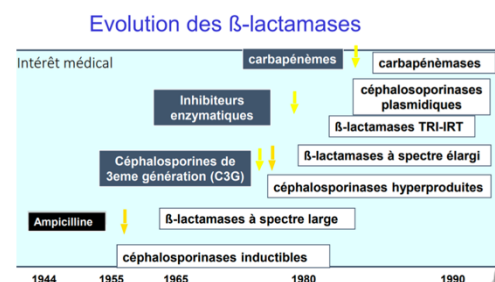 Evolution des ß-lactamases
Intérêt médical
carbapénèmes
carbapénèmases
Inhibiteurs
enzymatiques
céphalosoporinases
plasmidiques
ß-lactamases TRI-IRT
Céphalosporines de
3eme génération (C3G)
ß-lactamases à spectre élargi
céphalosporinases hyperproduites
Ampicilline
ß-lactamases à spectre large
céphalosporinases inductibles
1944 1955 1965 1980 1990